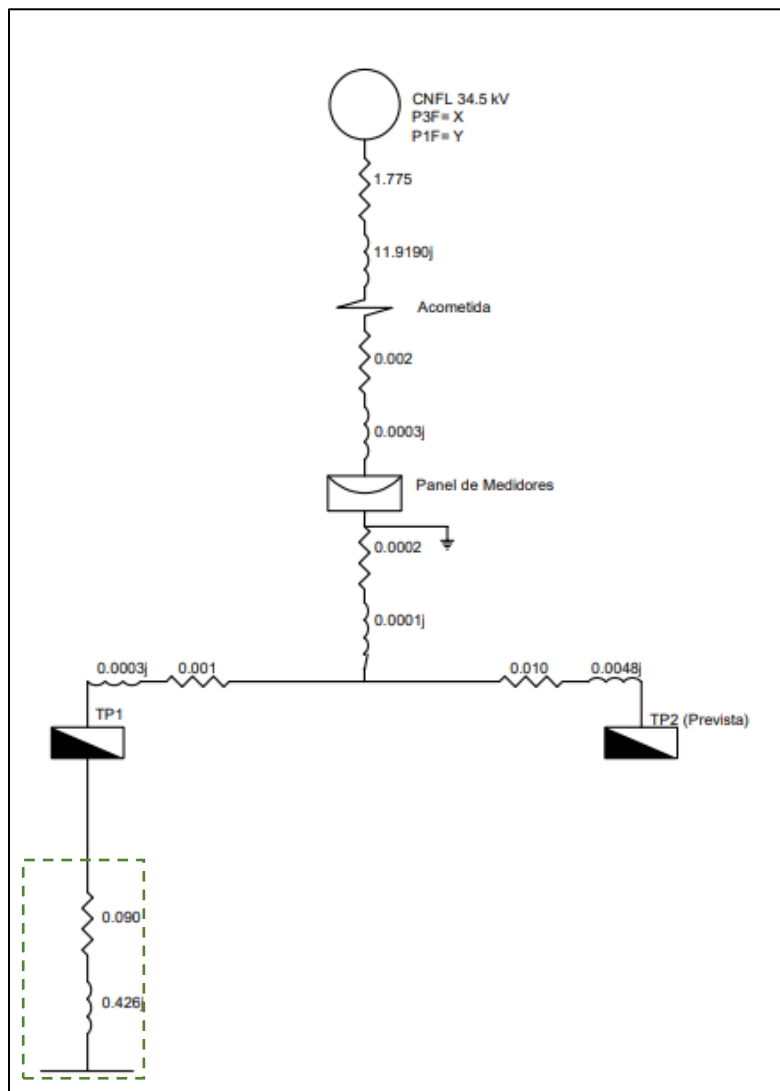 CNFL 34.5 kV
P3F= X
P1F= Y
1.775
11.9190j
Acometida
0.002
0.0003j
Panel de Medidores
0.0002
0.0001j
0.0003j 0.001 0.010 0.0048j
TP1 TP2 (Prevista)
0.090
0.426j